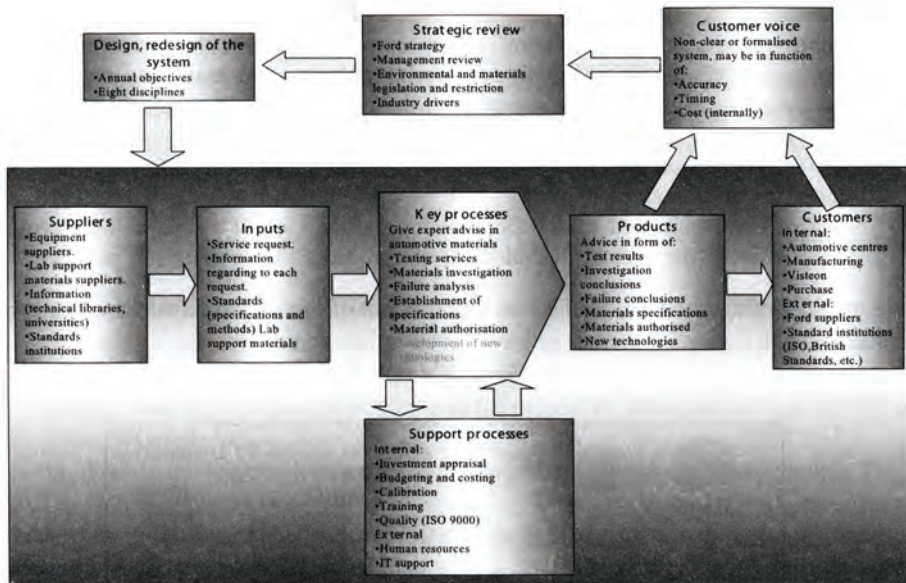 Design, redesign of the
system
•Annual objectives
•Eight disciplines
Strategic review
•Ford strategy
•Management review
•Environmental and materials
legislation and restriction
•Industry drivers
Customer voice
Non-clear or formalised
system, may be in function
of:
•Accuracy
•Timing
•Cost (internally)
Suppliers
•Equipment
suppliers.
•Lab support
materials suppliers.
•Information
(technical libraries,
universities)
•Standards
institutions
Inputs
•Service request.
•Information
regarding to each
request.
•Standards
(specifications and
methods) Lab
support materials
Key processes
Give expert advise in
automotive materials
•Testing services
•Materials investigation
•Failure analysis
•Establishment of
specifications
•Material authorisation
Development of new
technologies
Products
Advice in form of:
•Test results
•Investigation
conclusions
•Failure conclusions
•Materials specifications
•Materials authorised
•New technologies
Customers
Internal:
•Automotive centres
•Manufacturing
•Visteon
•Purchase
External:
•Ford suppliers
•Standard institutions
(ISO,British
Standards, etc.)
Support processes
Internal:
•Investment appraisal
•Budgeting and costing
•Calibration
•Training
•Quality (ISO 9000)
External
•Human resources
•IT support